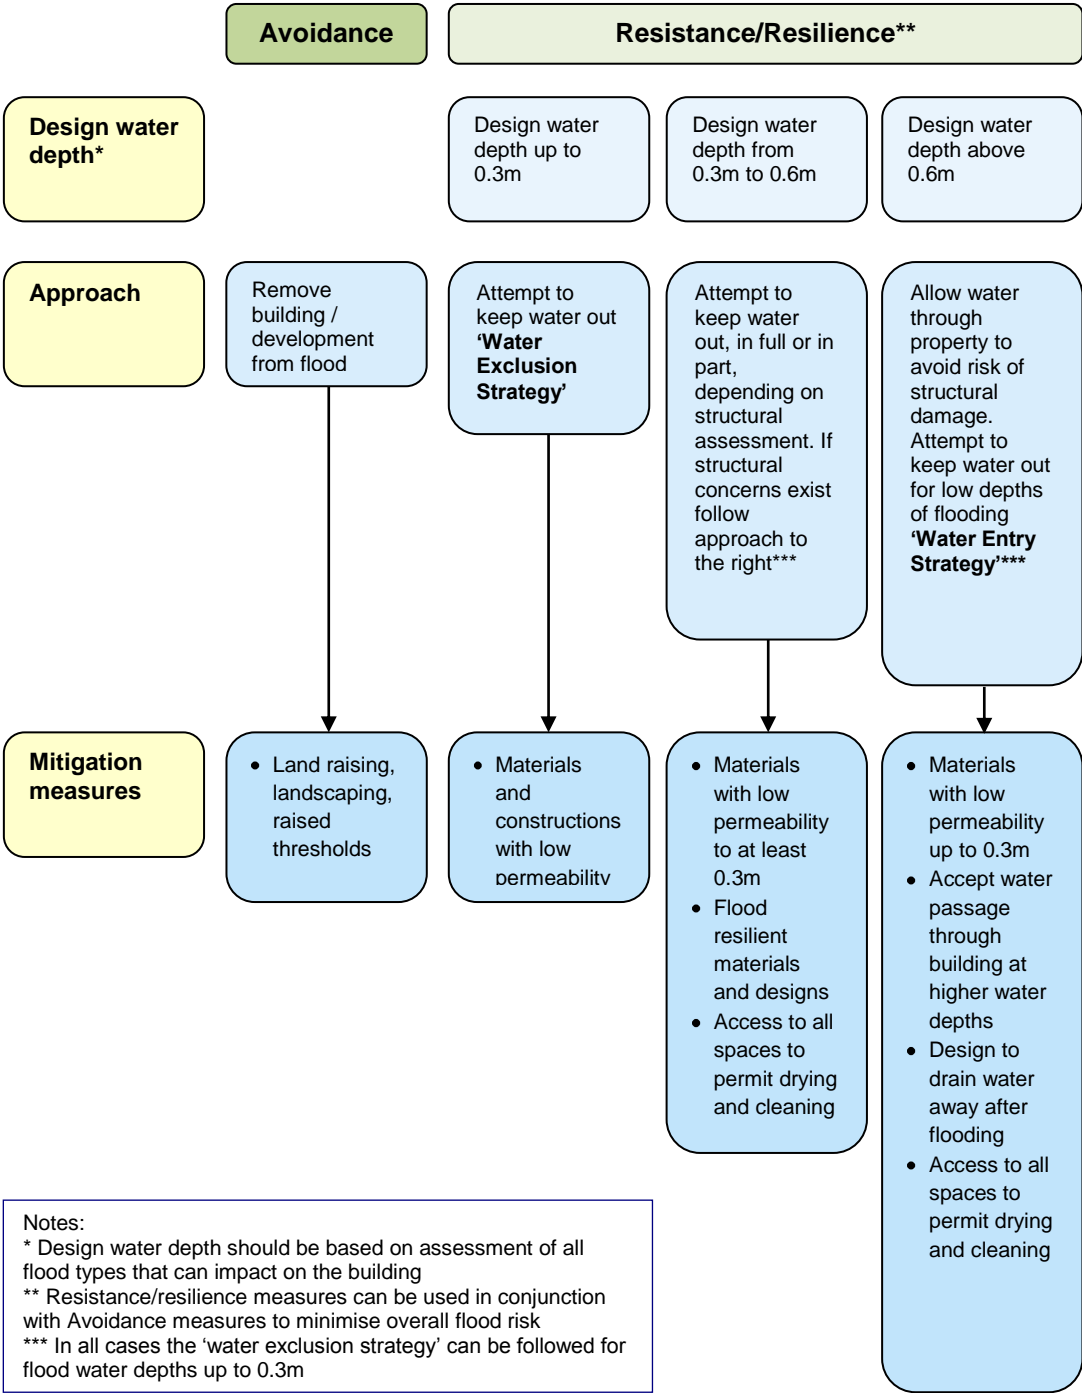 Avoidance
Resistance/Resilience**
Design water
depth*
Design water
depth up to
0.3m
Design water
depth from
0.3m to 0.6m
Design water
depth above
0.6m
Approach
Remove
building /
development
from flood
Attempt to
keep water out
‘Water
Exclusion
Strategy’
Attempt to
keep water
out, in full or in
part,
depending on
structural
assessment. If
structural
concerns exist
follow
approach to
the right***
Allow water
through
property to
avoid risk of
structural
damage.
Attempt to
keep water out
for low depths
of flooding
‘Water Entry
Strategy’***
Mitigation
measures
• Land raising,
landscaping,
raised
thresholds
• Materials
and
constructions
with low
permeability
• Materials
with low
permeability
to at least
0.3m
• Flood
resilient
materials
and designs
• Access to all
spaces to
permit drying
and cleaning
• Materials
with low
permeability
up to 0.3m
• Accept water
passage
through
building at
higher water
depths
• Design to
drain water
away after
flooding
• Access to all
spaces to
permit drying
and cleaning
Notes:
* Design water depth should be based on assessment of all
flood types that can impact on the building
** Resistance/resilience measures can be used in conjunction
with Avoidance measures to minimise overall flood risk
*** In all cases the ‘water exclusion strategy’ can be followed for
flood water depths up to 0.3m